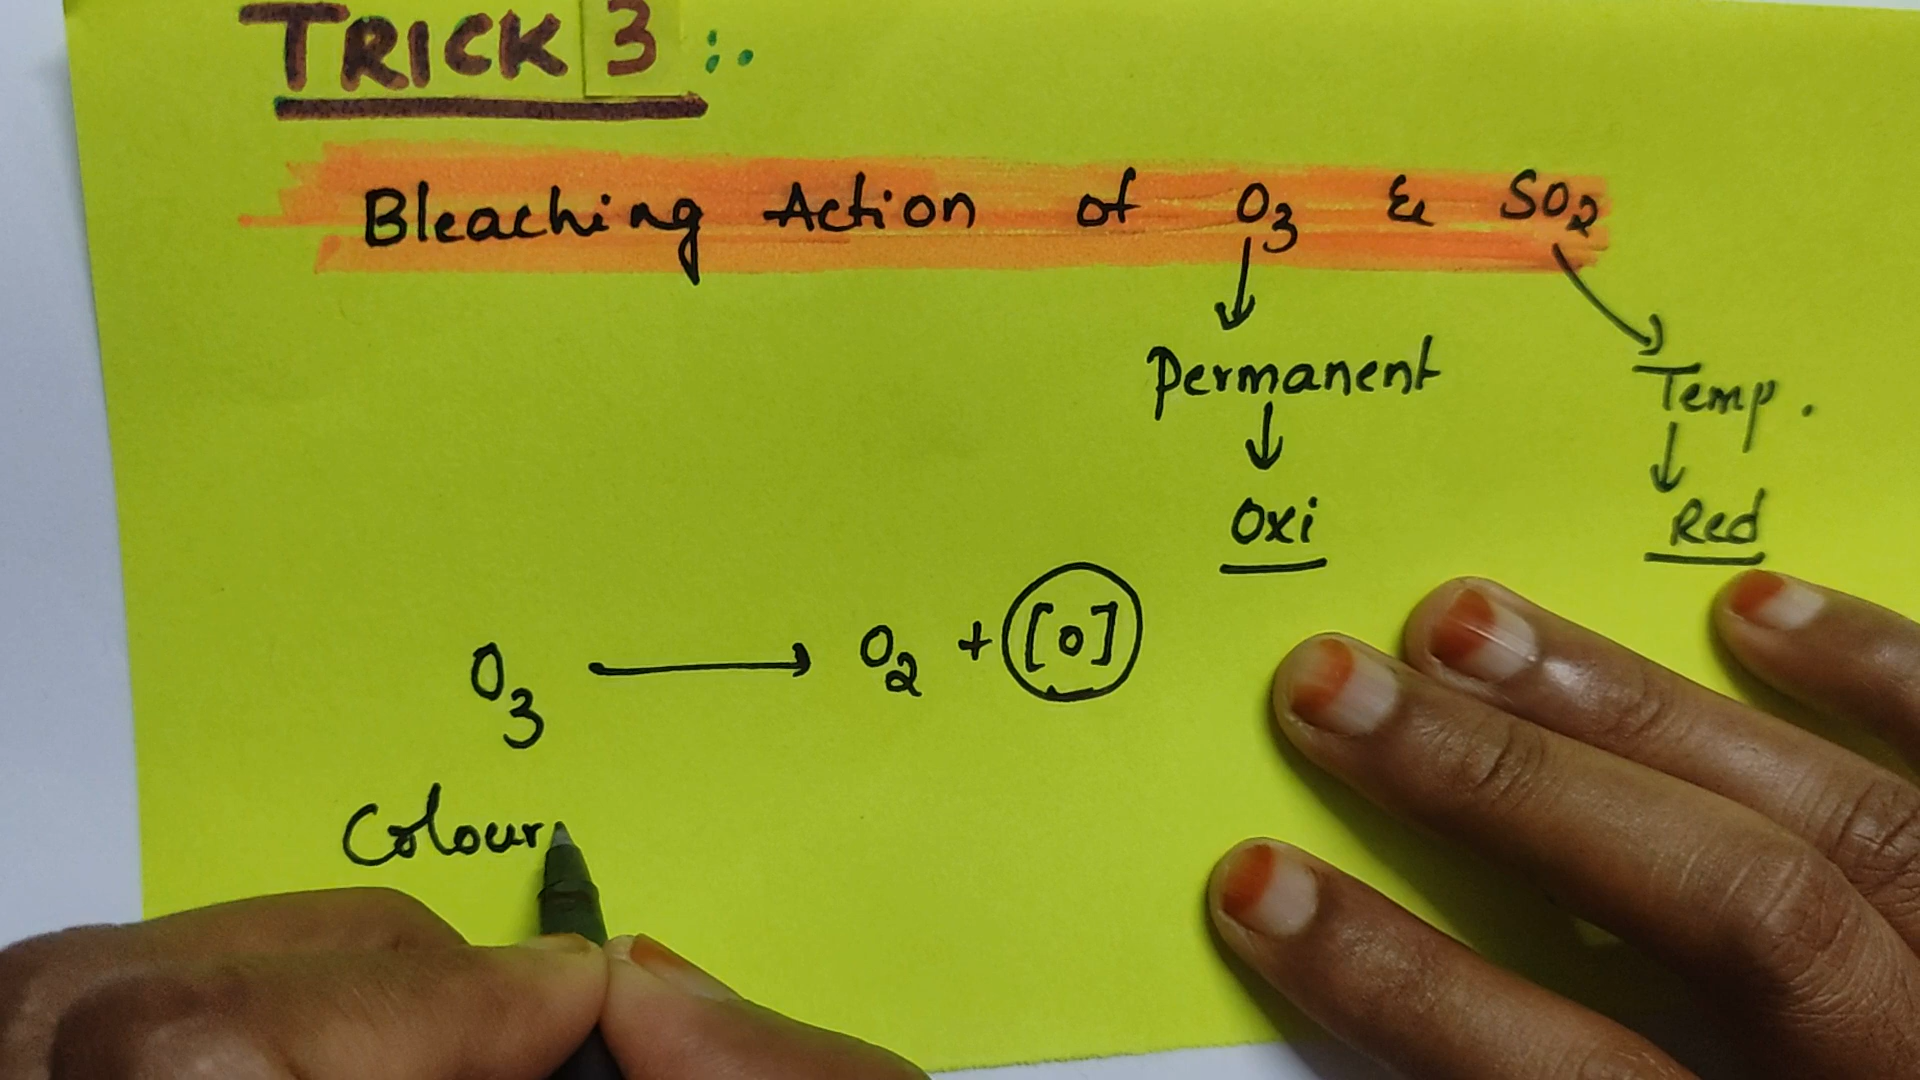 TRICK 3 :.
Bleaching Action of O3 & SO2
Permanent
Temp.
Oxi
Red
O3 → O2 + [O]
Colour